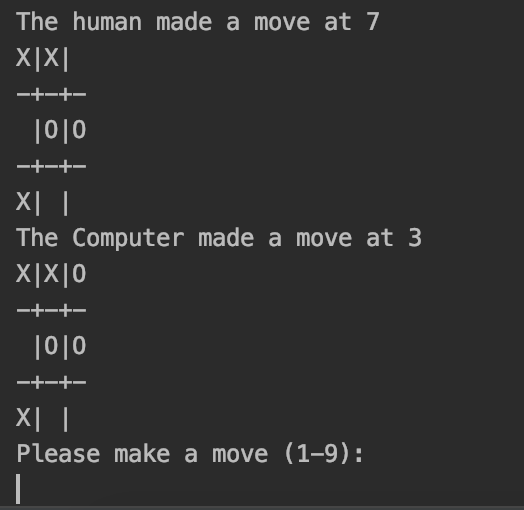 The human made a move at 7
X|X|
-+-+-
 |O|O
-+-+-
X| |
The Computer made a move at 3
X|X|O
-+-+-
 |O|O
-+-+-
X| |
Please make a move (1-9):